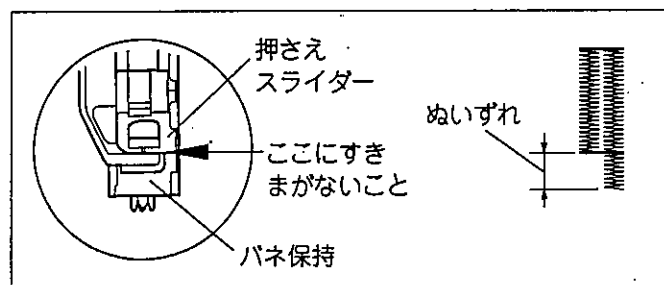 押さえ
スライダー
ここにすき
まがないこと
バネ保持
ぬいずれ